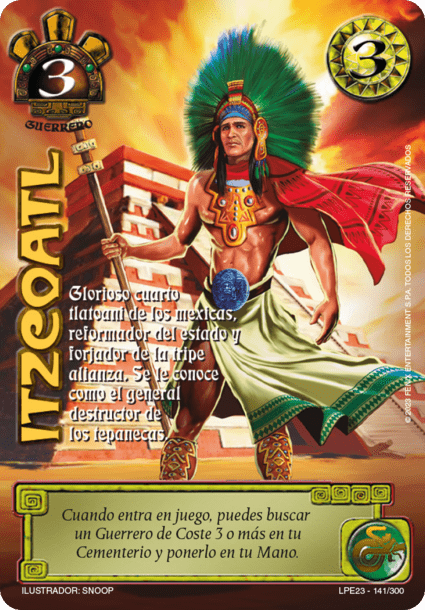 3
GUERRERO
3
ITZCOATL
Glorioso cuarto
tlatoani de los mexicas,
reformador del estado y
forjador de la tripe
alianza. Se le conoce
como el general
destructor de
los tepanecas.
© 2023 FENIX ENTERTAINMENT S.P.A. TODOS LOS DERECHOS RESERVADOS
Cuando entra en juego, puedes buscar
un Guerrero de Coste 3 o más en tu
Cementerio y ponerlo en tu Mano.
ILUSTRADOR: SNOOP
LPE23 - 141/300